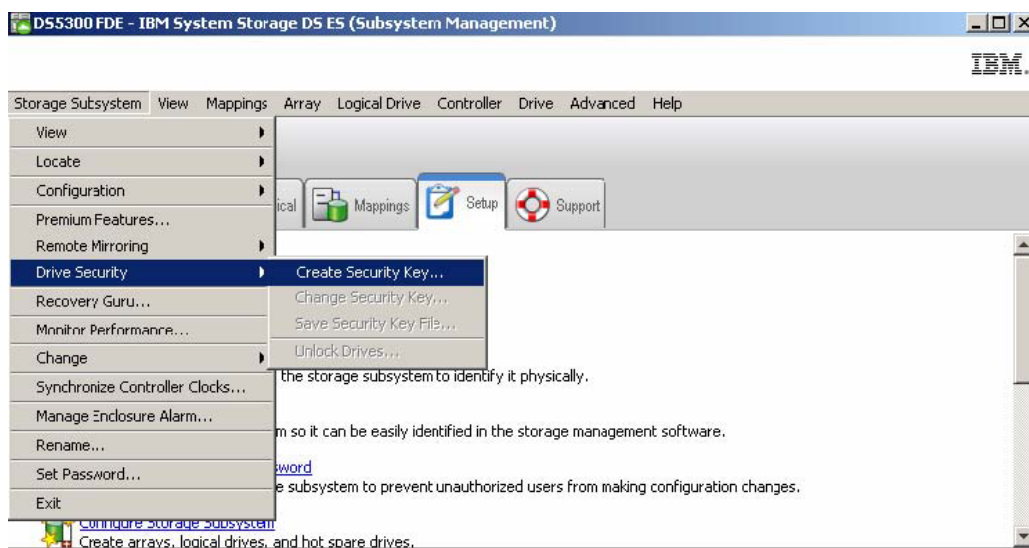 DS5300 FDE - IBM System Storage DS ES (Subsystem Management)
IBM.
Storage Subsystem View Mappings Array Logical Drive Controller Drive Advanced Help
View
Locate
Configuration
Premium Features...
Remote Mirroring
Drive Security
Recovery Guru...
Monitor Performance...
Change
Synchronize Controller Clocks...
Manage Enclosure Alarm...
Rename...
Set Password...
Exit
Create Security Key...
Change Security Key...
Save Security Key File...
Unlock Drives...
ical Mappings Setup Support
the storage subsystem to identify it physically.
m so it can be easily identified in the storage management software.
sword
e subsystem to prevent unauthorized users from making configuration changes.
Configure Storage Subsystem
Create arrays, logical drives, and hot spare drives.